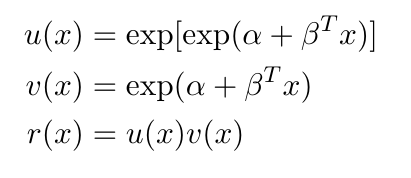 u(x) = exp[exp(α + β^T x)]
v(x) = exp(α + β^T x)
r(x) = u(x)v(x)